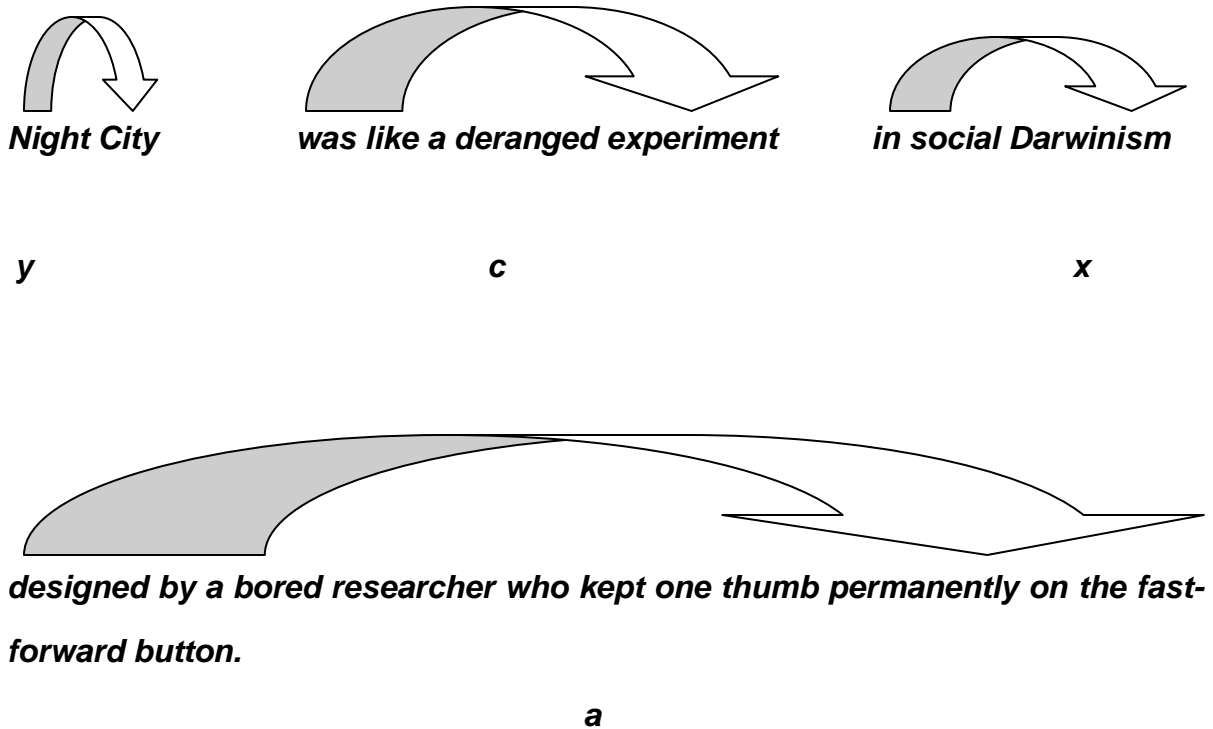 Night City was like a deranged experiment in social Darwinism
y c x
designed by a bored researcher who kept one thumb permanently on the fast-
forward button.
a